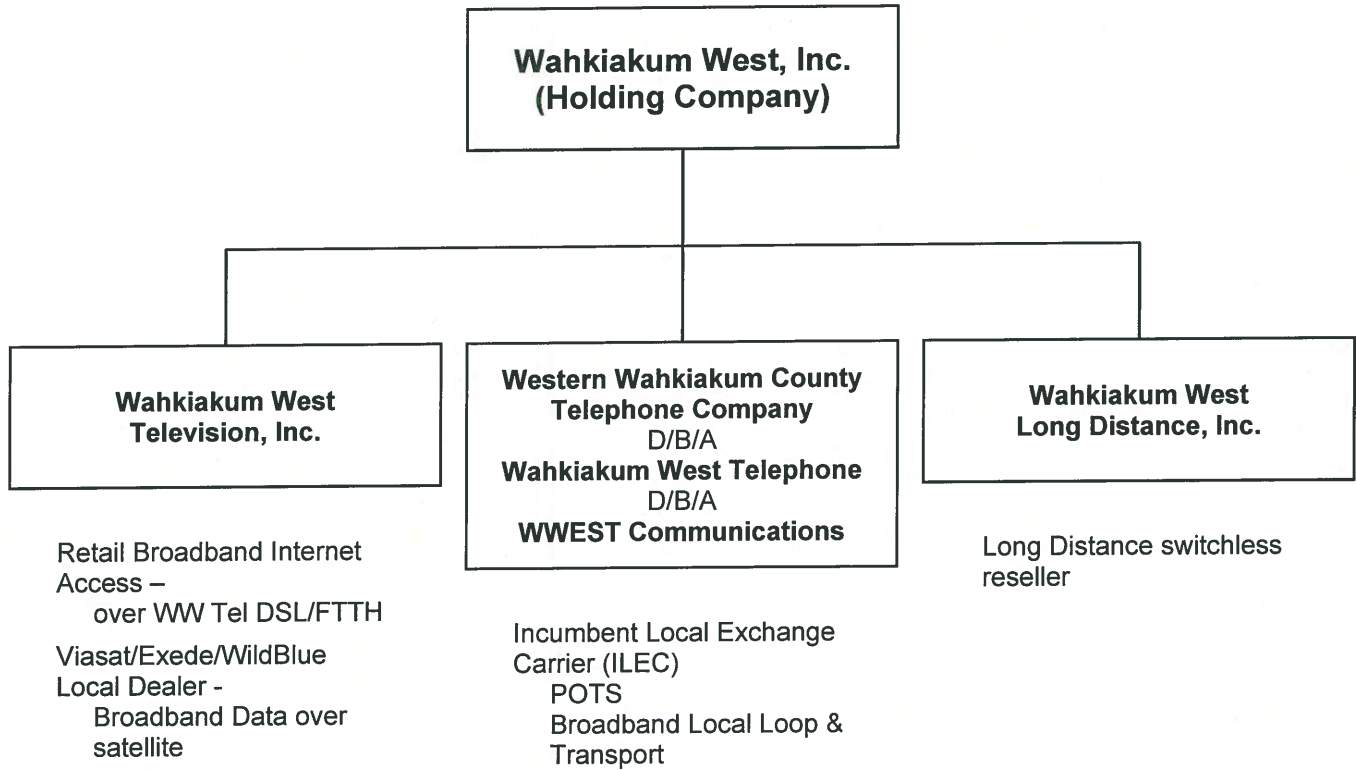 Wahkiakum West, Inc.
(Holding Company)
Wahkiakum West
Television, Inc.
Western Wahkiakum County
Telephone Company
D/B/A
Wahkiakum West Telephone
D/B/A
WWEST Communications
Wahkiakum West
Long Distance, Inc.
Retail Broadband Internet
Access –
over WW Tel DSL/FTTH
Viasat/Exede/WildBlue
Local Dealer -
Broadband Data over
satellite
Incumbent Local Exchange
Carrier (ILEC)
POTS
Broadband Local Loop &
Transport
Long Distance switchless
reseller